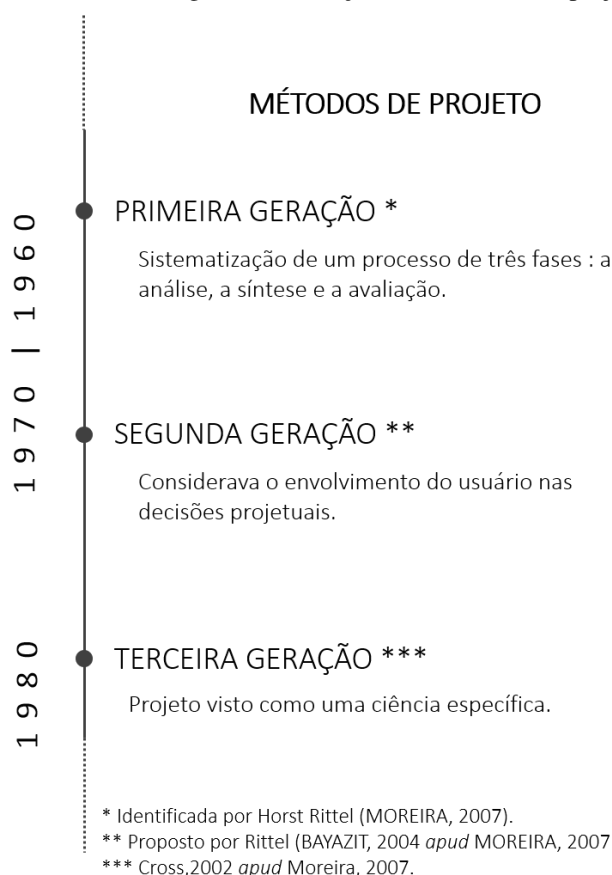 MÉTODOS DE PROJETO
1970 | 1960
PRIMEIRA GERAÇÃO *
Sistematização de um processo de três fases : a
análise, a síntese e a avaliação.
SEGUNDA GERAÇÃO **
Considerava o envolvimento do usuário nas
decisões projetuais.
1980
TERCEIRA GERAÇÃO ***
Projeto visto como uma ciência específica.
* Identificada por Horst Rittel (MOREIRA, 2007).
** Proposto por Rittel (BAYAZIT, 2004 apud MOREIRA, 2007
*** Cross,2002 apud Moreira, 2007.